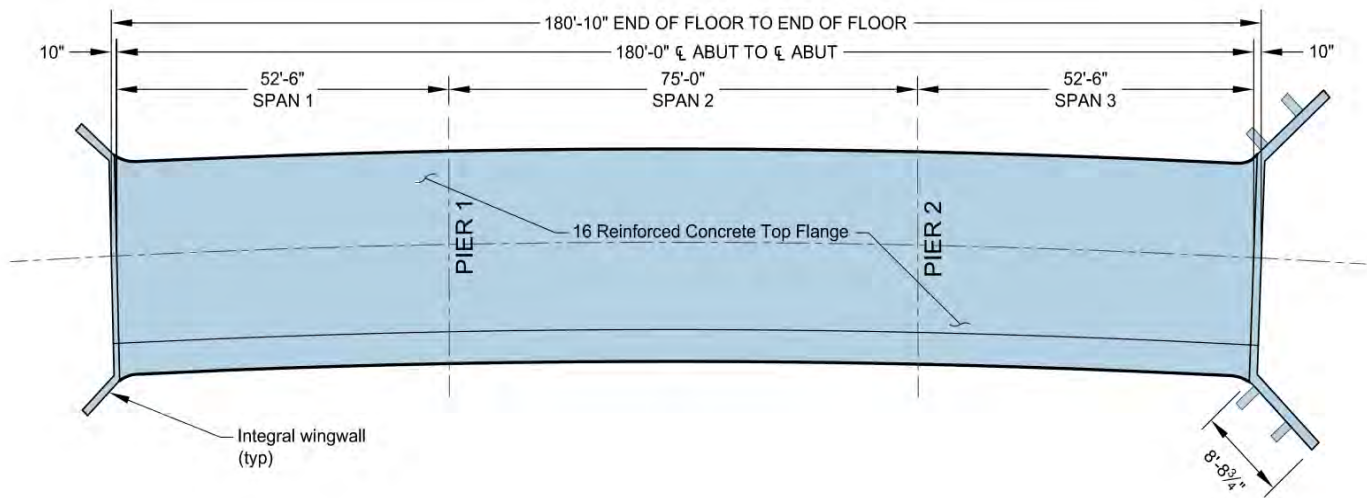 180'-10" END OF FLOOR TO END OF FLOOR
10"
180'-0" ℄ ABUT TO ℄ ABUT
10"
52'-6"
SPAN 1
75'-0"
SPAN 2
52'-6"
SPAN 3
PIER 1
16 Reinforced Concrete Top Flange
PIER 2
Integral wingwall
(typ)
8'-8¾"